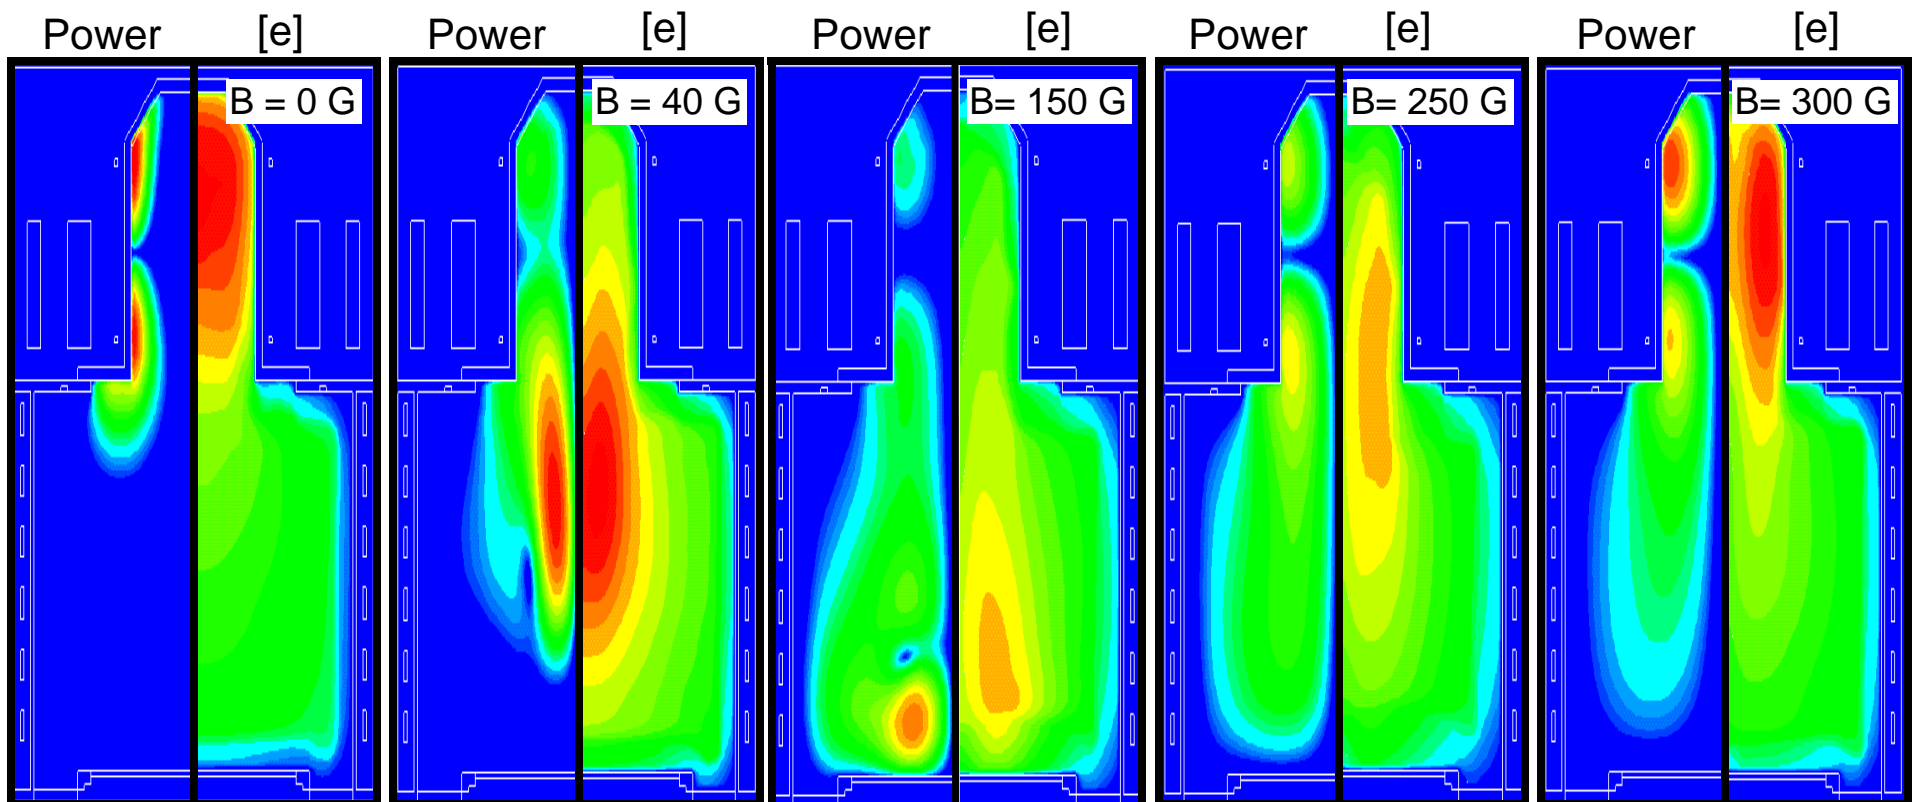 Power [e] Power [e] Power [e] Power [e] Power [e]
B = 0 G B = 40 G B= 150 G B= 250 G B= 300 G